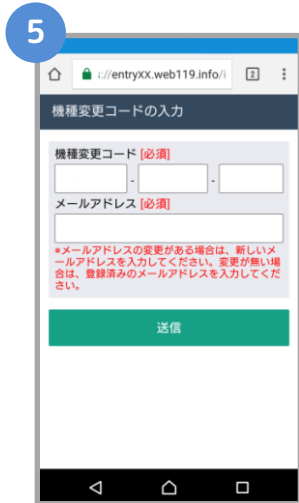 5
://entryXX.web119.info/i
2
機種変更コードの入力
機種変更コード [必須]
- -
メールアドレス [必須]
※メールアドレスの変更がある場合は、新しいメ
ールアドレスを入力してください。変更が無い場
合は、登録済みのメールアドレスを入力してくだ
さい。
送信